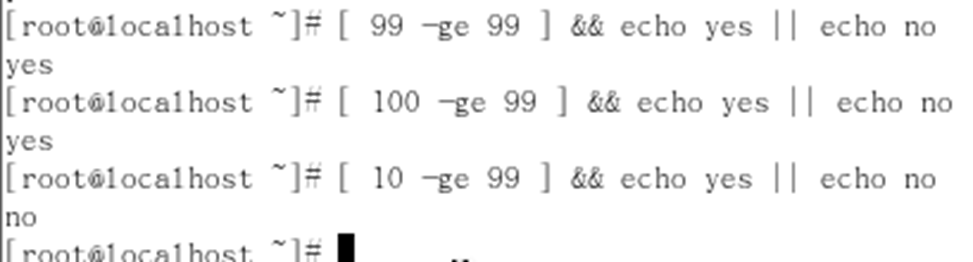 [root@localhost ~]# [ 99 -ge 99 ] && echo yes || echo no
yes
[root@localhost ~]# [ 100 -ge 99 ] && echo yes || echo no
yes
[root@localhost ~]# [ 10 -ge 99 ] && echo yes || echo no
no
[root@localhost ~]#